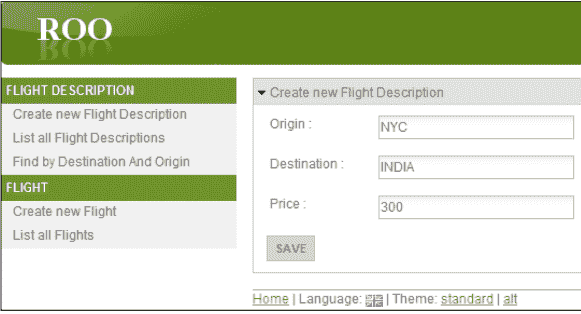 ROO
FLIGHT DESCRIPTION
Create new Flight Description
List all Flight Descriptions
Find by Destination And Origin
FLIGHT
Create new Flight
List all Flights
Create new Flight Description
Origin : NYC
Destination : INDIA
Price : 300
SAVE
Home | Language: | Theme: standard | alt